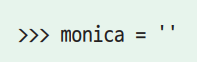 >>> monica = ''